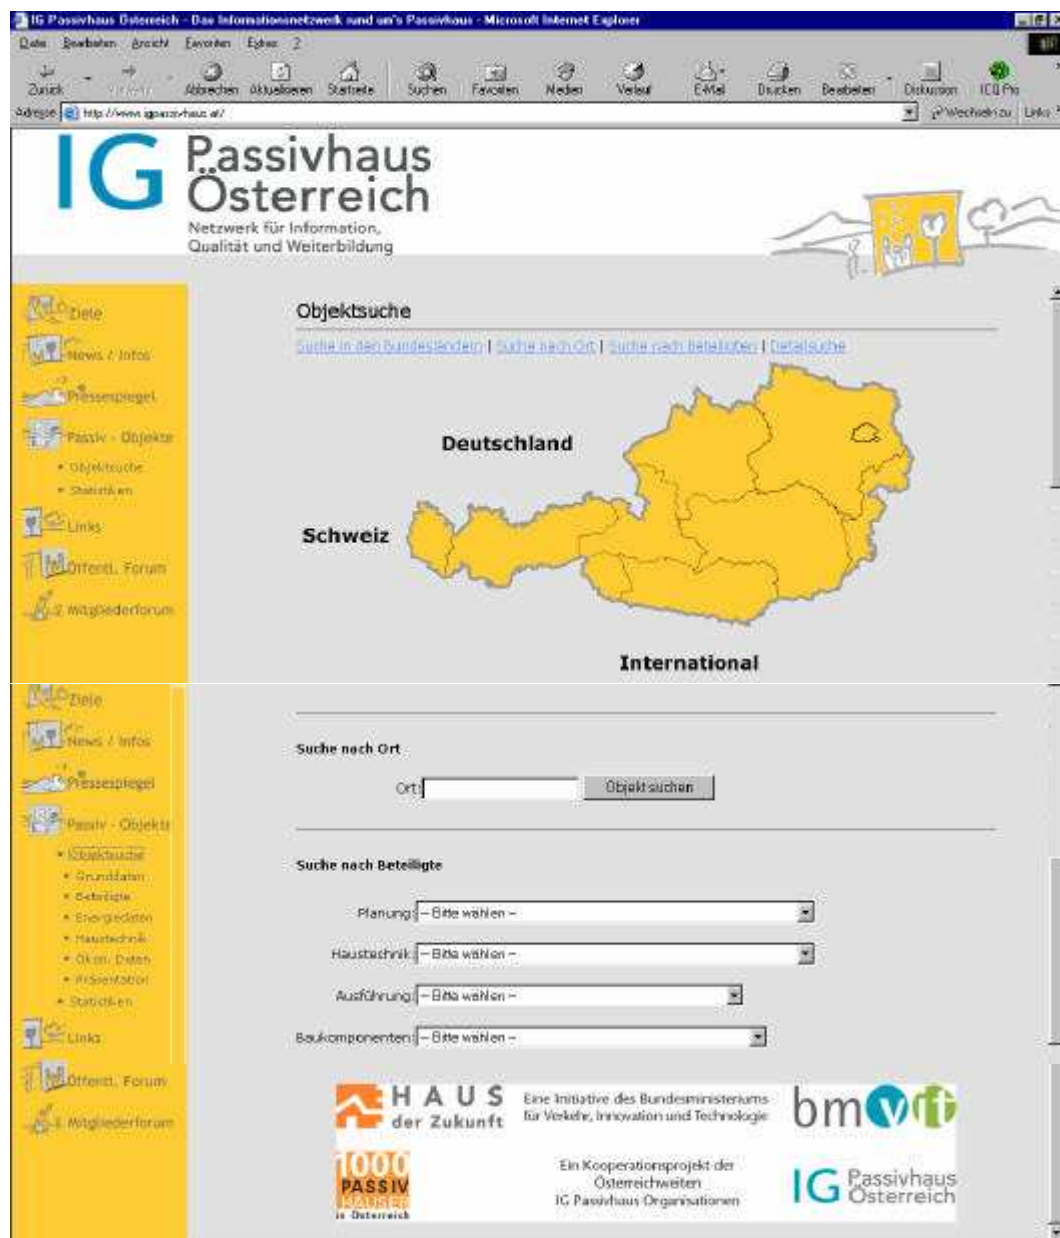 IG Passivhaus Österreich - Das Informationsnetzwerk rund um's Passivhaus - Microsoft Internet Explorer
Datei Bearbeiten Ansicht Favoriten Extras ?
Zurück Vorwärts Abbrechen Aktualisieren Startseite Suchen Favoriten Medien Verlauf E-Mail Drucken Bearbeiten Diskussion ICQ Pro
Adresse http://www.igpassivhaus.at/ Wechseln zu Links
IG Passivhaus
Österreich
Netzwerk für Information,
Qualität und Weiterbildung
Ziele
News / Infos
Pressespiegel
Passiv - Objekte
Objektsuche
Statistiken
Links
Öffentl. Forum
Mitgliederforum
Objektsuche
Suche in den Bundesländern | Suche nach Ort | Suche nach Beteiligten | Detailsuche
Deutschland
Schweiz
International
Ziele
News / Infos
Pressespiegel
Passiv - Objekte
Objektsuche
Grunddaten
Beteiligte
Energiedaten
Haustechnik
Ökon. Daten
Präsentation
Statistiken
Links
Öffentl. Forum
Mitgliederforum
Suche nach Ort
Ort: Objekt suchen
Suche nach Beteiligte
Planung: -- Bitte wählen --
Haustechnik: -- Bitte wählen --
Ausführung: -- Bitte wählen --
Baukomponenten: -- Bitte wählen --
HAUS
der Zukunft
Eine Initiative des Bundesministeriums
für Verkehr, Innovation und Technologie
bmvit
1000
PASSIV
HÄUSER
in Österreich
Ein Kooperationsprojekt der
Österreichweiten
IG Passivhaus Organisationen
IG Passivhaus
Österreich